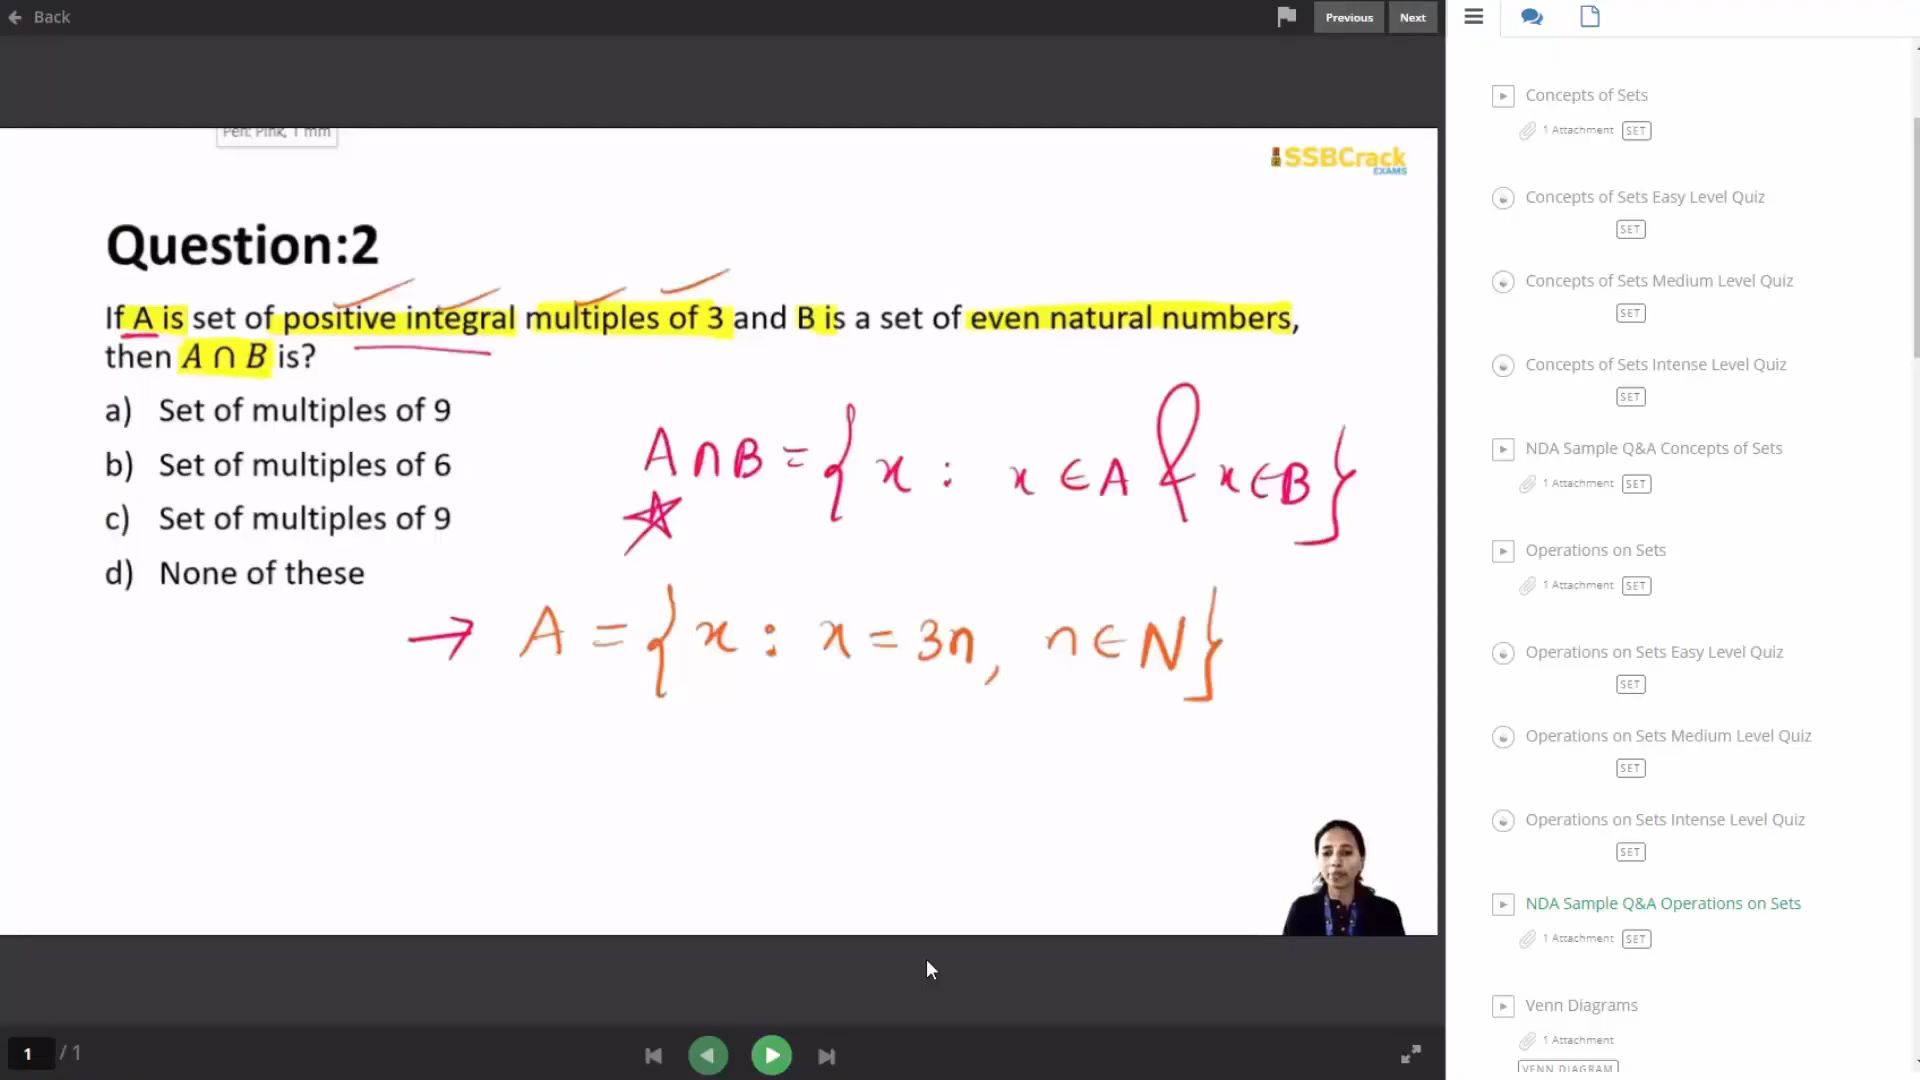 Back
Previous
Next
Pen: Pink, 1 mm
SSBCrack
EXAMS
Question:2
If A is set of positive integral multiples of 3 and B is a set of even natural numbers,
then A ∩ B is?
a) Set of multiples of 9
b) Set of multiples of 6
c) Set of multiples of 9
d) None of these
A∩B = { x : x ∈ A & x ∈ B }
→ A = { x : x = 3n, n ∈ N }
1 / 1
Concepts of Sets
1 Attachment SET
Concepts of Sets Easy Level Quiz
SET
Concepts of Sets Medium Level Quiz
SET
Concepts of Sets Intense Level Quiz
SET
NDA Sample Q&A Concepts of Sets
1 Attachment SET
Operations on Sets
1 Attachment SET
Operations on Sets Easy Level Quiz
SET
Operations on Sets Medium Level Quiz
SET
Operations on Sets Intense Level Quiz
SET
NDA Sample Q&A Operations on Sets
1 Attachment SET
Venn Diagrams
1 Attachment
VENN DIAGRAM